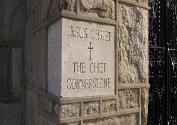 JESUS CHRIST
THE CHIEF
CORNERSTONE